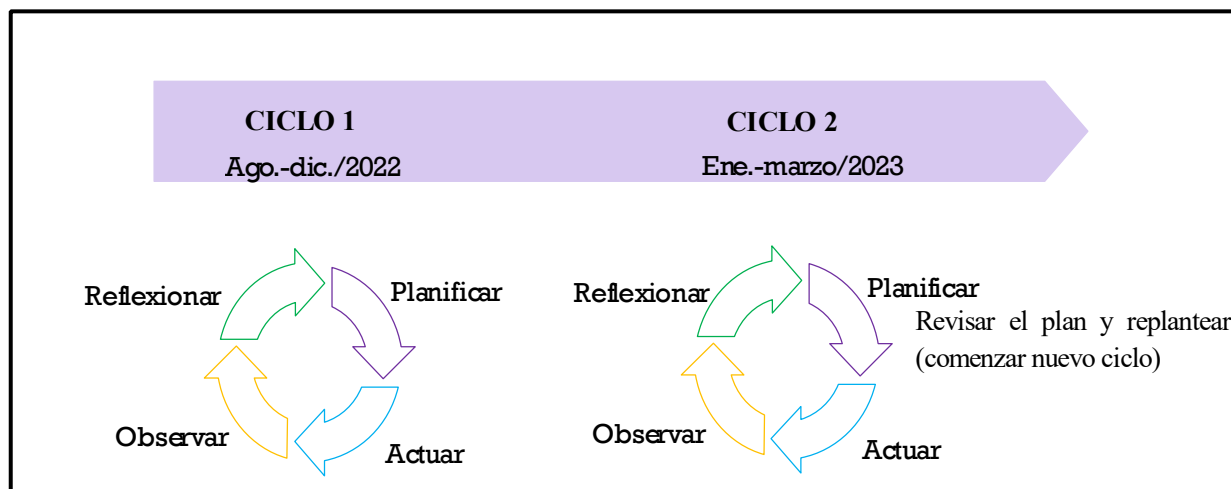 CICLO 1
Ago.-dic./2022
CICLO 2
Ene.-marzo/2023
Reflexionar
Planificar
Observar
Actuar
Reflexionar
Planificar
Revisar el plan y replantear
(comenzar nuevo ciclo)
Observar
Actuar